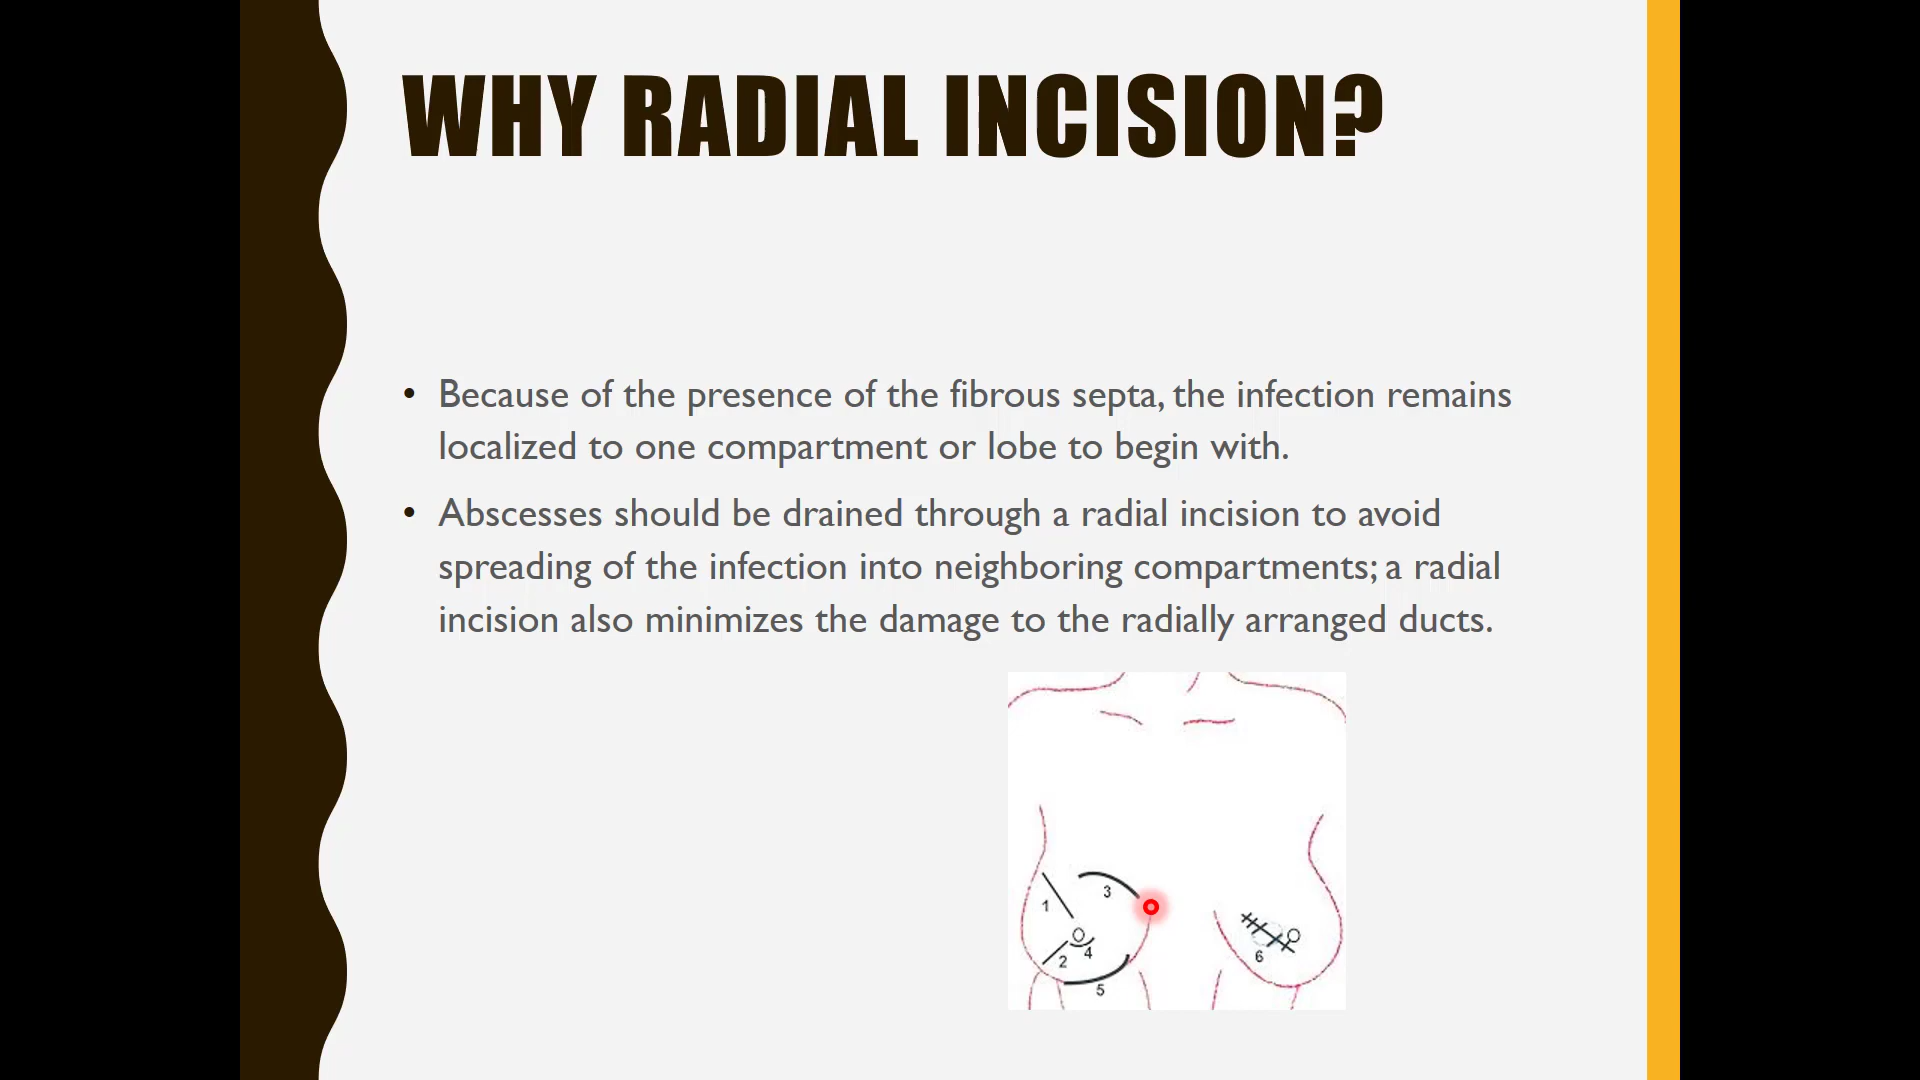 WHY RADIAL INCISION?
• Because of the presence of the fibrous septa, the infection remains
localized to one compartment or lobe to begin with.
• Abscesses should be drained through a radial incision to avoid
spreading of the infection into neighboring compartments; a radial
incision also minimizes the damage to the radially arranged ducts.
3
1
4
2
6
5